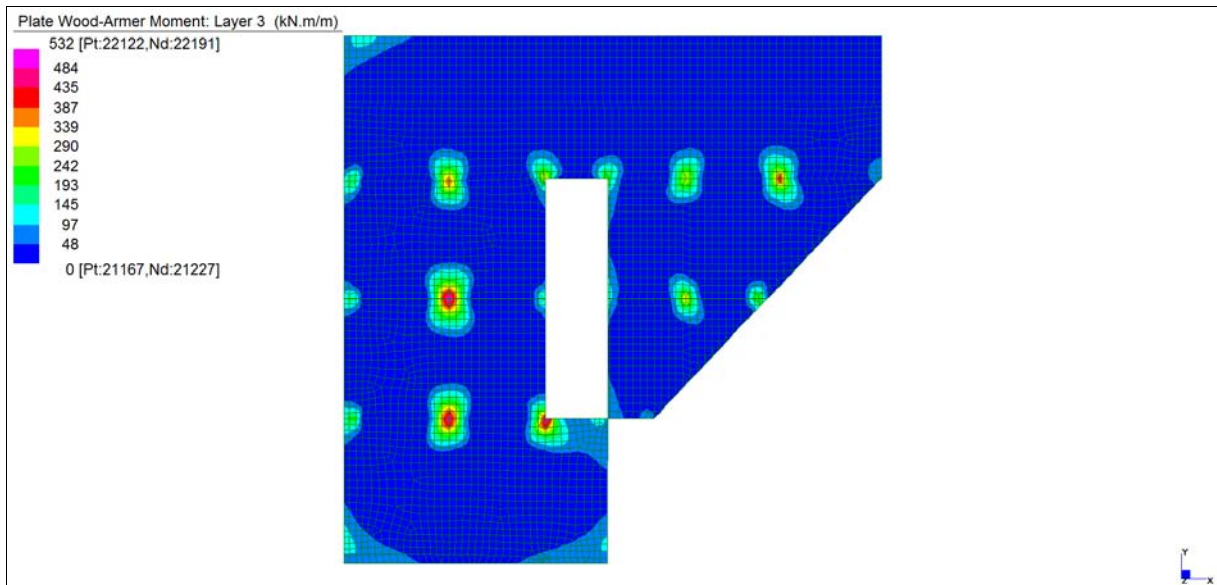 Plate Wood-Armer Moment: Layer 3 (kN.m/m)
532 [Pt:22122,Nd:22191]
484
435
387
339
290
242
193
145
97
48
0 [Pt:21167,Nd:21227]
Y
Z X